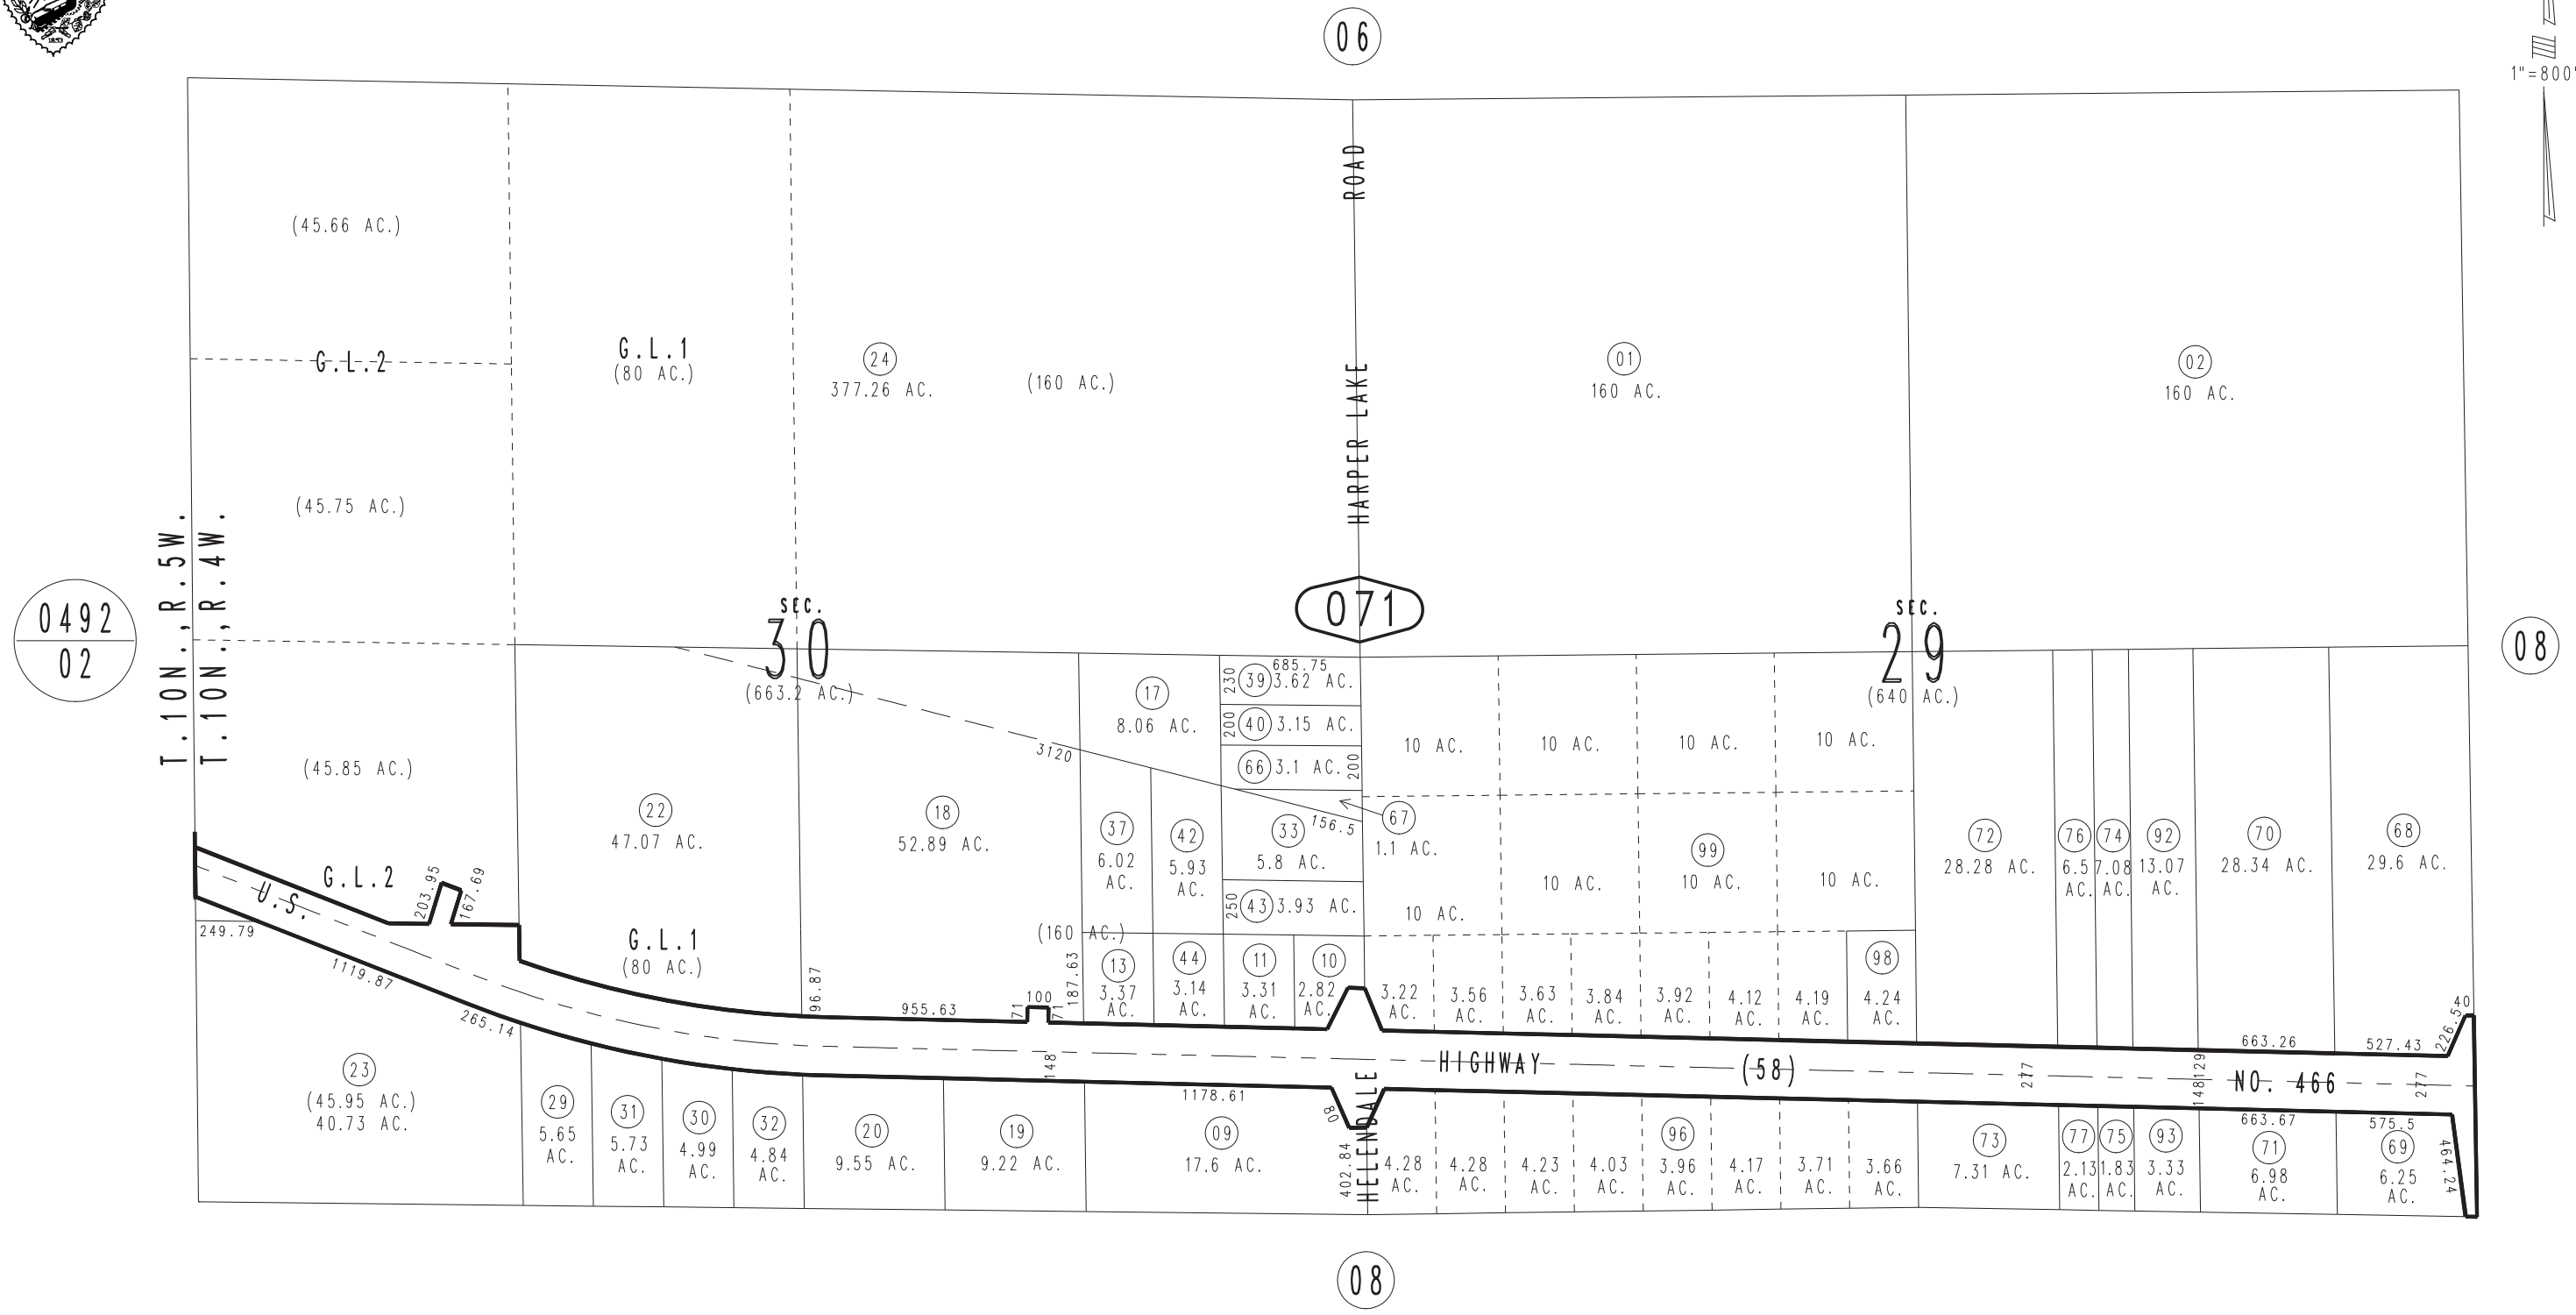 1853
06
1"=800'
ROAD
(45.66 AC.)
G.L.2
G.L.1
(80 AC.)
24
377.26 AC.
(160 AC.)
HARPER LAKE
01
160 AC.
02
160 AC.
(45.75 AC.)
T.10N.,R.5W.
T.10N.,R.4W.
0492
02
SEC.
30
(663.2 AC.)
071
SEC.
29
(640 AC.)
08
17
8.06 AC.
685.75
230
39
3.62 AC.
200
40
3.15 AC.
66
3.1 AC.
200
3120
10 AC.
10 AC.
10 AC.
10 AC.
(45.85 AC.)
22
47.07 AC.
18
52.89 AC.
37
6.02
AC.
42
5.93
AC.
33
5.8 AC.
156.5
67
1.1 AC.
250
43
3.93 AC.
10 AC.
10 AC.
99
10 AC.
10 AC.
72
28.28 AC.
76
6.5
AC.
74
7.08
AC.
92
13.07
AC.
70
28.34 AC.
68
29.6 AC.
G.L.2
203.95
167.69
U.S.
249.79
1119.87
265.14
G.L.1
(80 AC.)
(160 AC.)
96.87
955.63
71
100
71
187.63
13
3.37
AC.
44
3.14
AC.
11
3.31
AC.
10
2.82
AC.
3.22
AC.
3.56
AC.
3.63
AC.
3.84
AC.
3.92
AC.
4.12
AC.
4.19
AC.
98
4.24
AC.
663.26
527.43
226.5
40
148
HIGHWAY
(58)
277
148
129
NO. 466
277
23
(45.95 AC.)
40.73 AC.
29
5.65
AC.
31
5.73
AC.
30
4.99
AC.
32
4.84
AC.
20
9.55 AC.
19
9.22 AC.
1178.61
09
17.6 AC.
80
402.84
HELENDALE
4.28
AC.
4.28
AC.
4.23
AC.
4.03
AC.
96
3.96
AC.
4.17
AC.
3.71
AC.
3.66
AC.
73
7.31 AC.
77
2.13
AC.
75
1.83
AC.
93
3.33
AC.
663.67
71
6.98
AC.
575.5
69
6.25
AC.
464.24
08